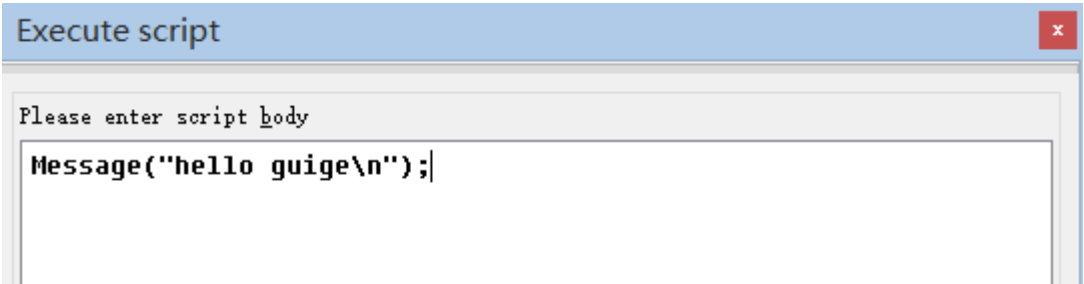 Execute script
x
Please enter script body
Message("hello guige\n");